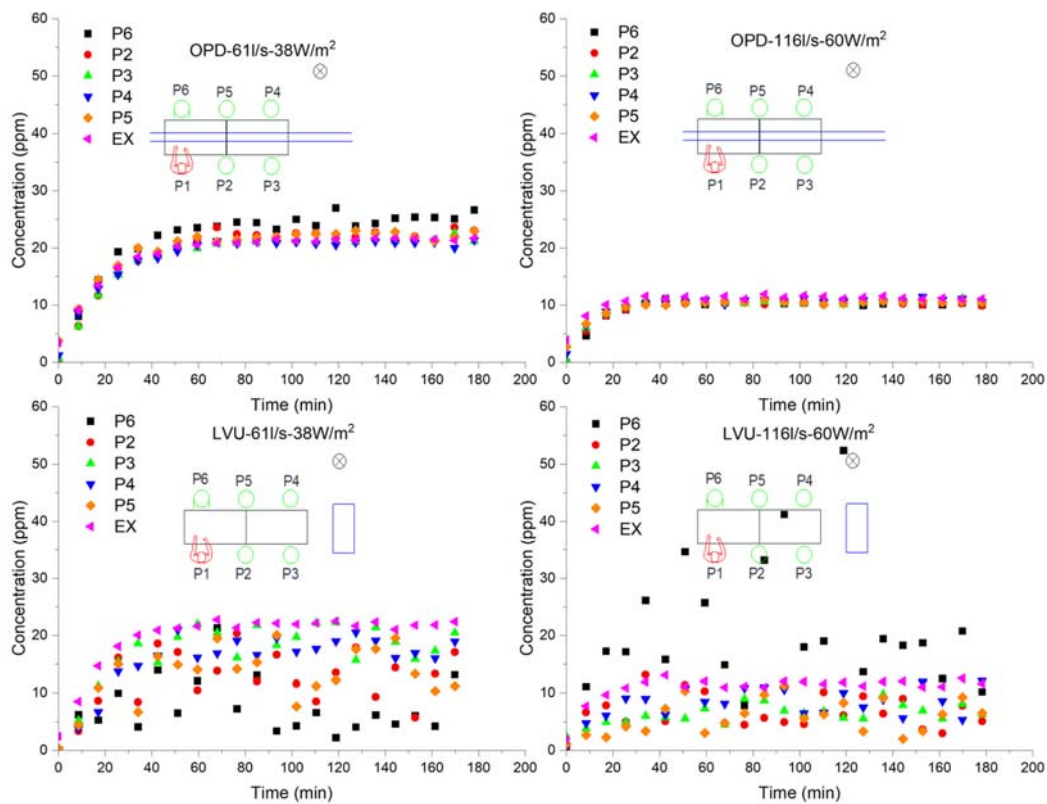 OPD-61l/s-38W/m²
P6
P2
P3
P4
P5
EX
P6 P5 P4
P1 P2 P3
Concentration (ppm)
60
50
40
30
20
10
0
0 20 40 60 80 100 120 140 160 180 200
Time (min)
OPD-116l/s-60W/m²
P6
P2
P3
P4
P5
EX
P6 P5 P4
P1 P2 P3
Concentration (ppm)
60
50
40
30
20
10
0
0 20 40 60 80 100 120 140 160 180 200
Time (min)
LVU-61l/s-38W/m²
P6
P2
P3
P4
P5
EX
P6 P5 P4
P1 P2 P3
Concentration (ppm)
60
50
40
30
20
10
0
0 20 40 60 80 100 120 140 160 180 200
Time (min)
LVU-116l/s-60W/m²
P6
P2
P3
P4
P5
EX
P6 P5 P4
P1 P2 P3
Concentration (ppm)
60
50
40
30
20
10
0
0 20 40 60 80 100 120 140 160 180 200
Time (min)